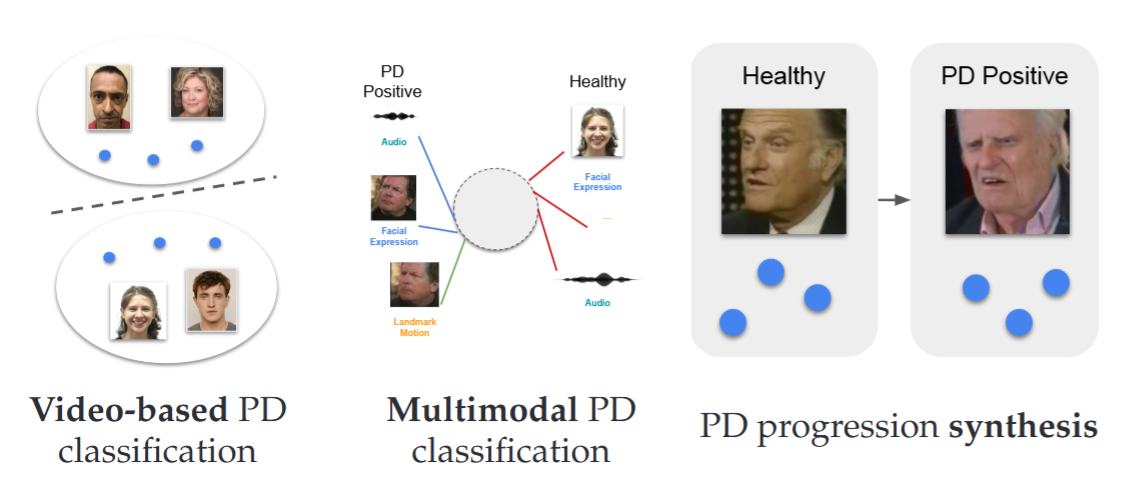 PD
Positive
Audio
Facial
Expression
Landmark
Motion
Healthy
Facial
Expression
...
Audio
Healthy
PD Positive
Video-based PD
classification
Multimodal PD
classification
PD progression synthesis